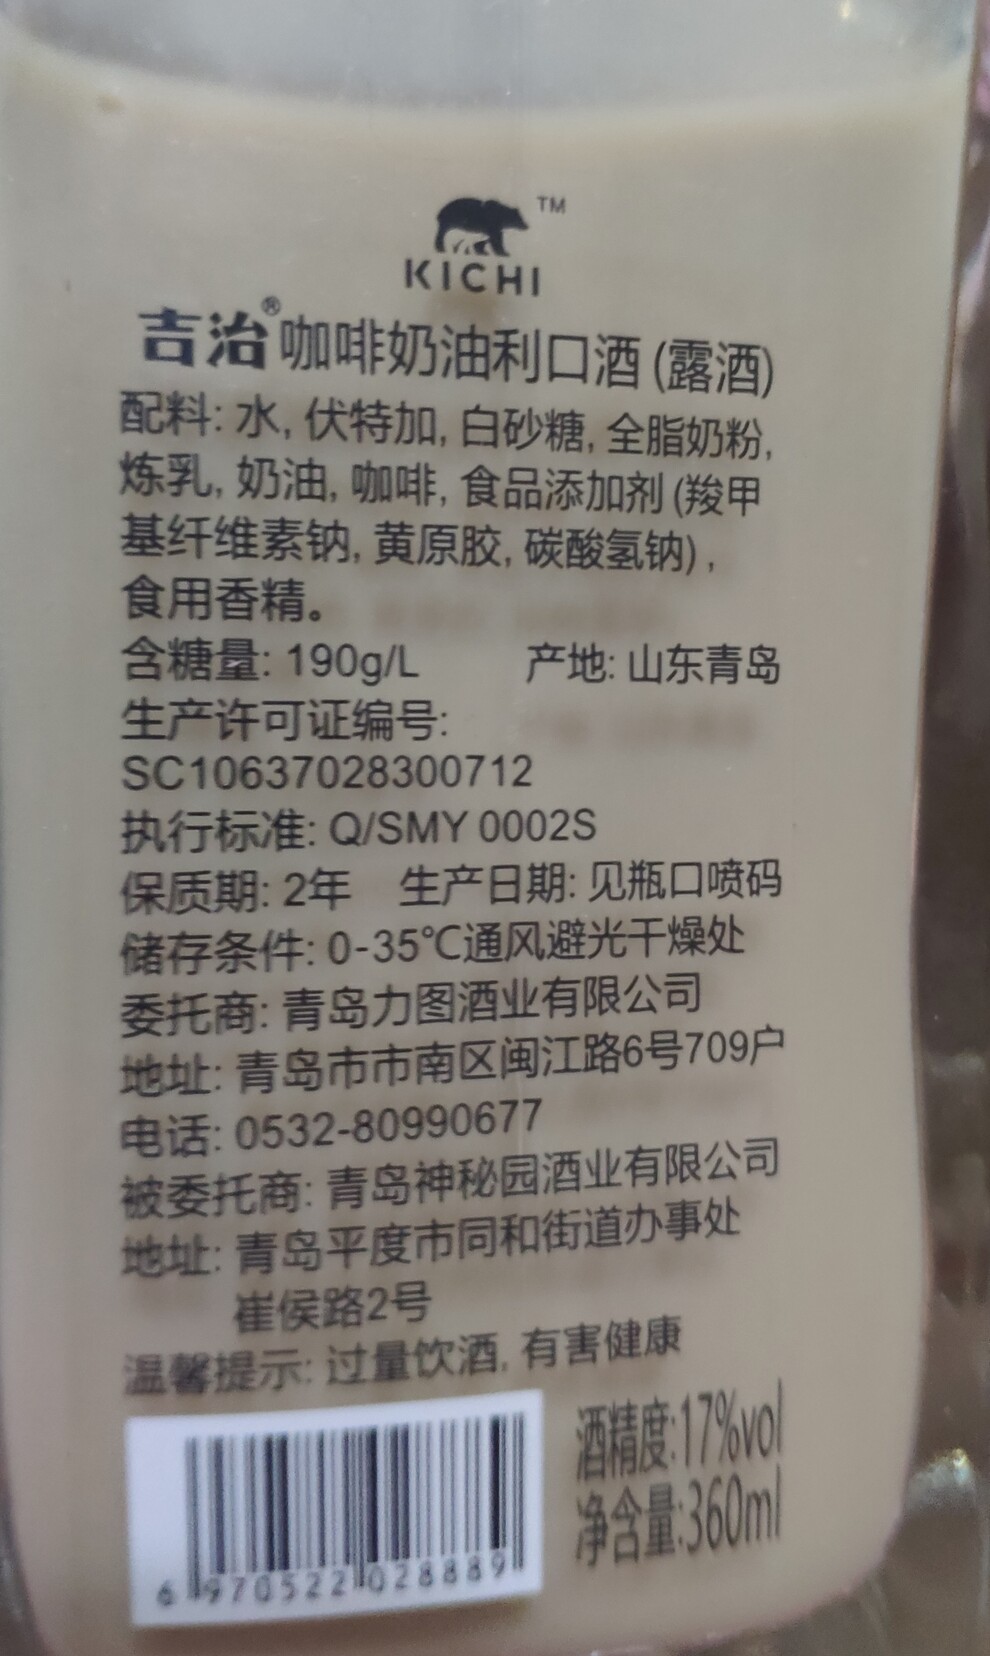 TM
KICHI
吉治®咖啡奶油利口酒(露酒)
配料: 水, 伏特加, 白砂糖, 全脂奶粉,
炼乳, 奶油, 咖啡, 食品添加剂 (羧甲
基纤维素钠, 黄原胶, 碳酸氢钠) ,
食用香精。
含糖量: 190g/L 产地: 山东青岛
生产许可证编号:
SC10637028300712
执行标准: Q/SMY 0002S
保质期: 2年 生产日期: 见瓶口喷码
储存条件: 0-35℃通风避光干燥处
委托商: 青岛力图酒业有限公司
地址: 青岛市市南区闽江路6号709户
电话: 0532-80990677
被委托商: 青岛神秘园酒业有限公司
地址: 青岛平度市同和街道办事处
崔侯路2号
温馨提示: 过量饮酒, 有害健康
酒精度:17%vol
净含量:360ml
6 970522 028889